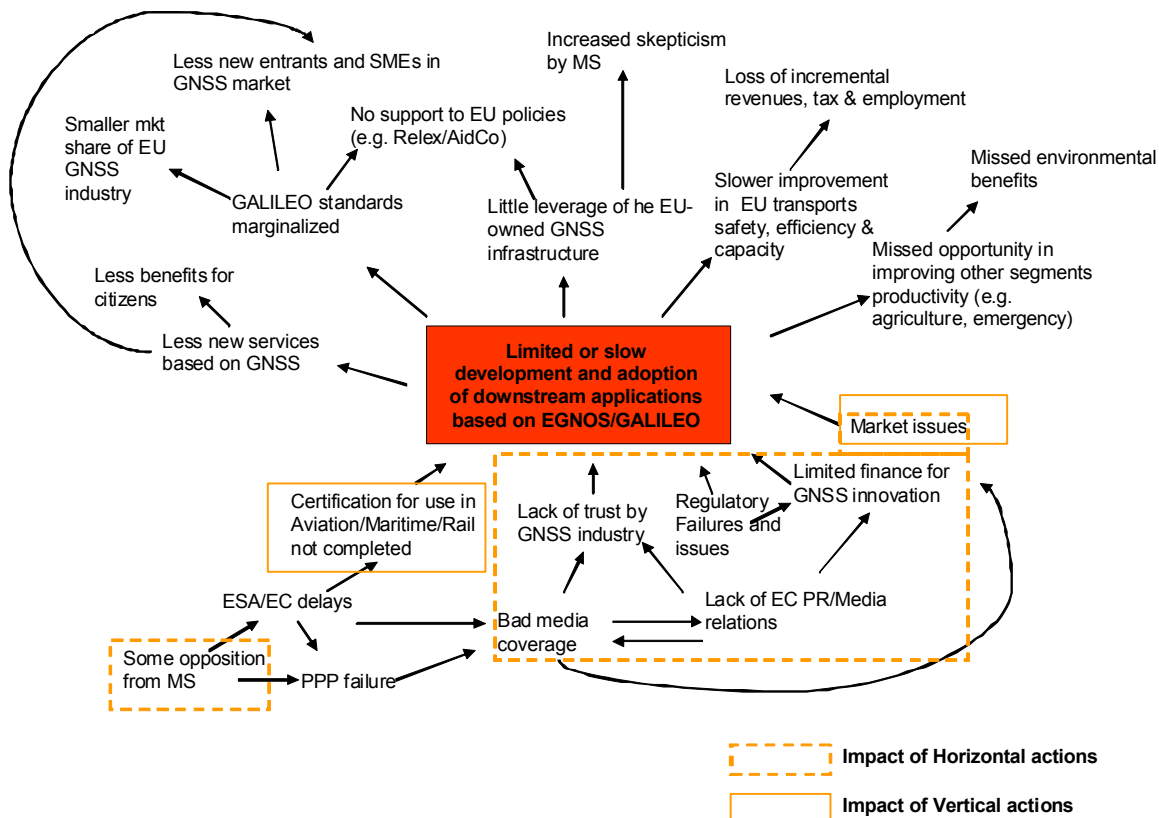 Increased skepticism
by MS
Less new entrants and SMEs in
GNSS market
Loss of incremental
revenues, tax & employment
No support to EU policies
(e.g. Relex/AidCo)
Smaller mkt
share of EU
GNSS
industry
Missed environmental
benefits
GALILEO standards
marginalized
Little leverage of he EU-
owned GNSS
infrastructure
Slower improvement
in EU transports
safety, efficiency &
capacity
Missed opportunity in
improving other segments
productivity (e.g.
agriculture, emergency)
Less benefits for
citizens
Less new services
based on GNSS
Limited or slow
development and adoption
of downstream applications
based on EGNOS/GALILEO
Market issues
Limited finance for
GNSS innovation
Certification for use in
Aviation/Maritime/Rail
not completed
Lack of trust by
GNSS industry
Regulatory
Failures and
issues
ESA/EC delays
Bad media
coverage
Lack of EC PR/Media
relations
Some opposition
from MS
PPP failure
Impact of Horizontal actions
Impact of Vertical actions